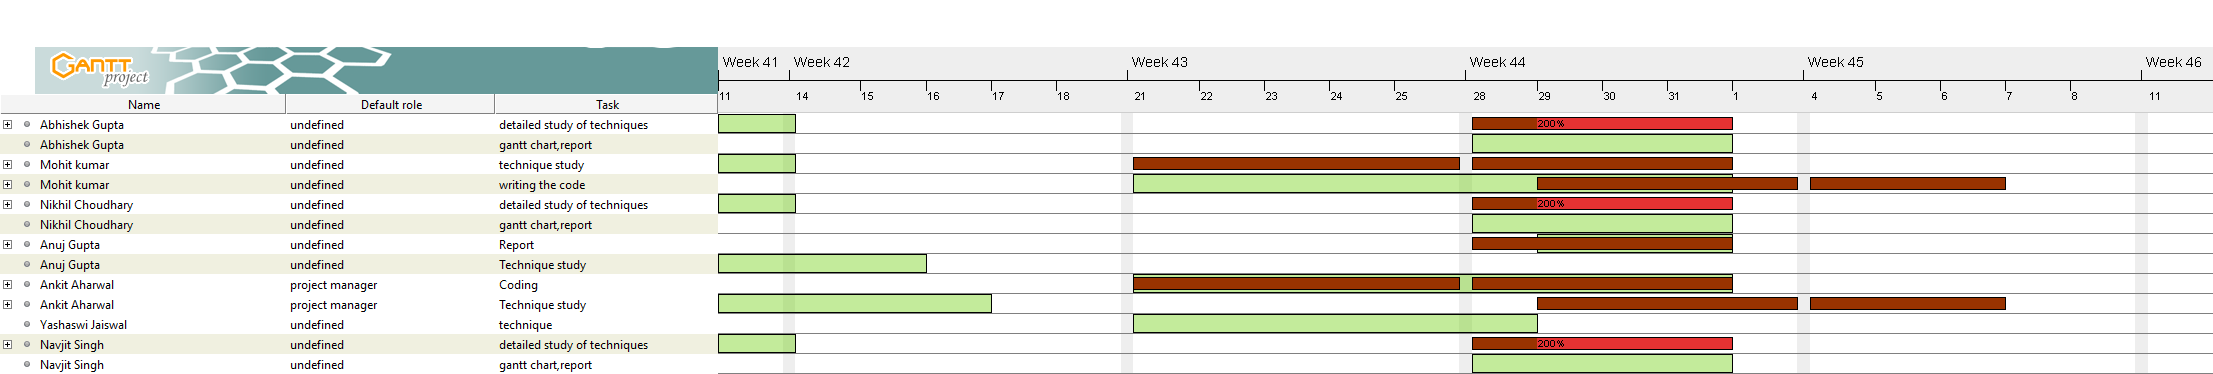 GANTT project
Week 41 Week 42 Week 43 Week 44 Week 45 Week 46
11 14 15 16 17 18 21 22 23 24 25 28 29 30 31 1 4 5 6 7 8 11
Name Default role Task
Abhishek Gupta undefined detailed study of techniques 200%
Abhishek Gupta undefined gantt chart,report
Mohit kumar undefined technique study
Mohit kumar undefined writing the code
Nikhil Choudhary undefined detailed study of techniques 200%
Nikhil Choudhary undefined gantt chart,report
Anuj Gupta undefined Report
Anuj Gupta undefined Technique study
Ankit Aharwal project manager Coding
Ankit Aharwal project manager Technique study
Yashaswi Jaiswal undefined technique
Navjit Singh undefined detailed study of techniques 200%
Navjit Singh undefined gantt chart,report